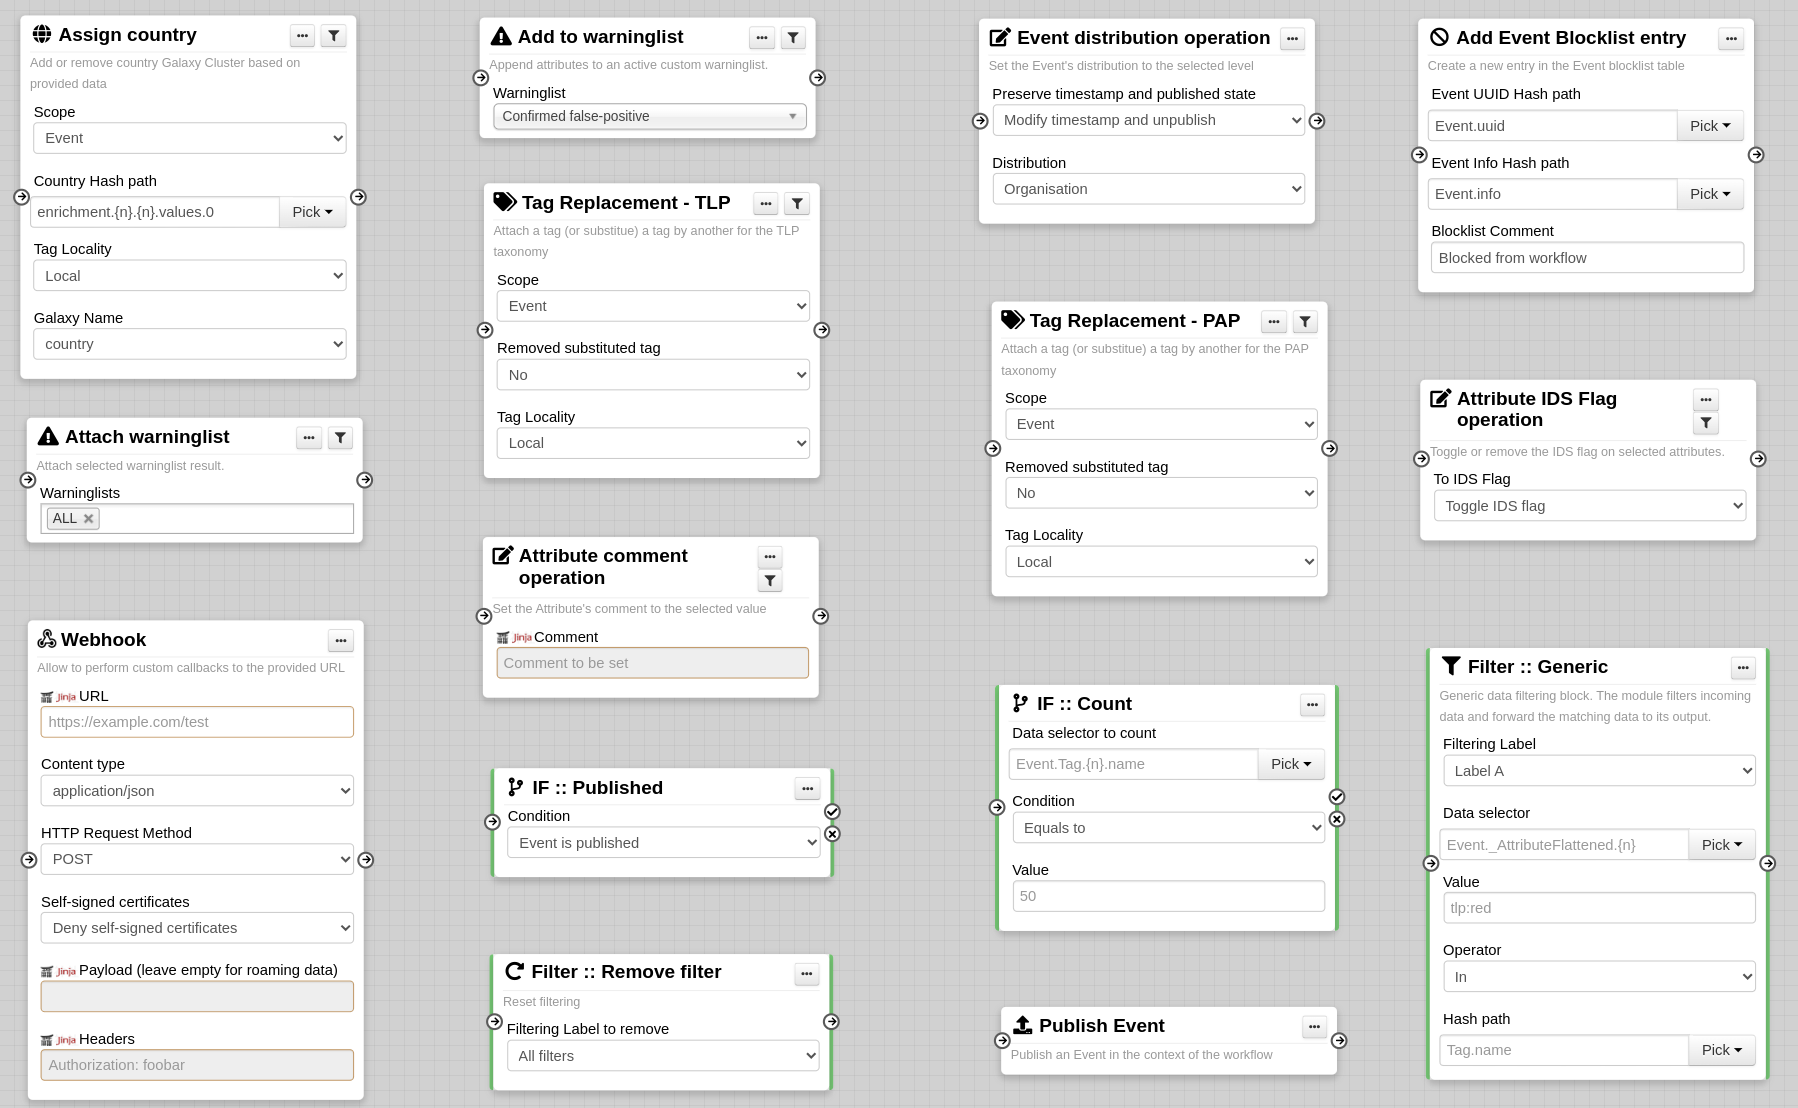 Assign country
Add or remove country Galaxy Cluster based on
provided data
Scope
Event
Country Hash path
enrichment.{n}.{n}.values.0
Pick
Tag Locality
Local
Galaxy Name
country
Attach warninglist
Attach selected warninglist result.
Warninglists
ALL
Webhook
Allow to perform custom callbacks to the provided URL
Jinja URL
https://example.com/test
Content type
application/json
HTTP Request Method
POST
Self-signed certificates
Deny self-signed certificates
Jinja Payload (leave empty for roaming data)
Jinja Headers
Authorization: foobar
Add to warninglist
Append attributes to an active custom warninglist.
Warninglist
Confirmed false-positive
Tag Replacement - TLP
Attach a tag (or substitue) a tag by another for the TLP
taxonomy
Scope
Event
Removed substituted tag
No
Tag Locality
Local
Attribute comment
operation
Set the Attribute's comment to the selected value
Jinja Comment
Comment to be set
IF :: Published
Condition
Event is published
Filter :: Remove filter
Reset filtering
Filtering Label to remove
All filters
Event distribution operation
Set the Event's distribution to the selected level
Preserve timestamp and published state
Modify timestamp and unpublish
Distribution
Organisation
Tag Replacement - PAP
Attach a tag (or substitue) a tag by another for the PAP
taxonomy
Scope
Event
Removed substituted tag
No
Tag Locality
Local
IF :: Count
Data selector to count
Event.Tag.{n}.name
Pick
Condition
Equals to
Value
50
Publish Event
Publish an Event in the context of the workflow
Add Event Blocklist entry
Create a new entry in the Event blocklist table
Event UUID Hash path
Event.uuid
Pick
Event Info Hash path
Event.info
Pick
Blocklist Comment
Blocked from workflow
Attribute IDS Flag
operation
Toggle or remove the IDS flag on selected attributes.
To IDS Flag
Toggle IDS flag
Filter :: Generic
Generic data filtering block. The module filters incoming
data and forward the matching data to its output.
Filtering Label
Label A
Data selector
Event._AttributeFlattened.{n}
Pick
Value
tlp:red
Operator
In
Hash path
Tag.name
Pick